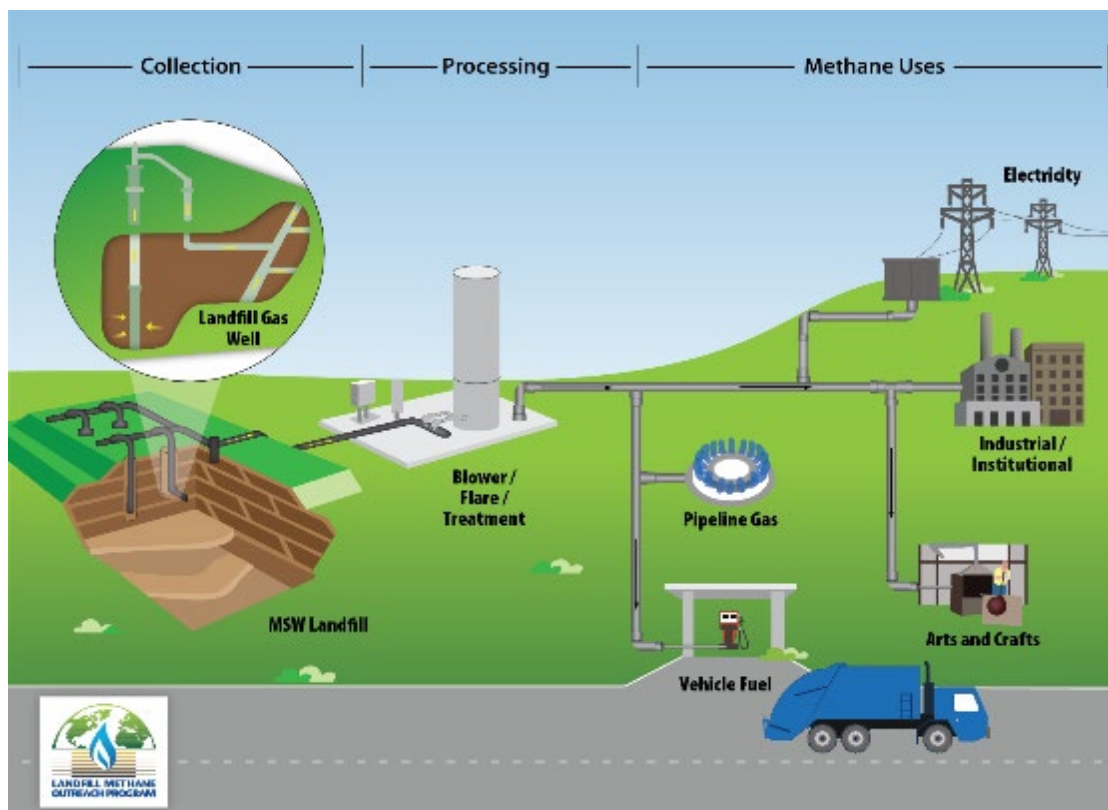 Collection
Processing
Methane Uses
Electricity
Landfill Gas
Well
Industrial /
Institutional
Blower /
Flare /
Treatment
Pipeline Gas
MSW Landfill
Arts and Crafts
Vehicle Fuel
LANDFILL METHANE
OUTREACH PROGRAM